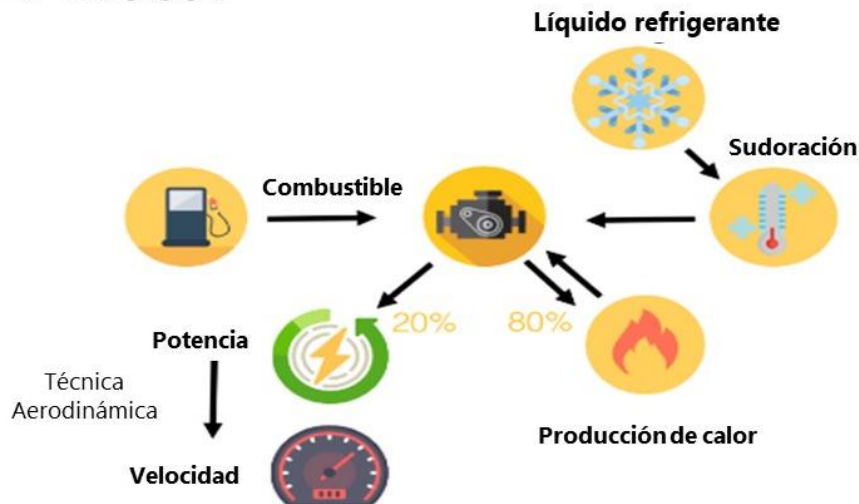 Líquido refrigerante
Sudoración
Combustible
20%
80%
Potencia
Técnica
Aerodinámica
Producción de calor
Velocidad